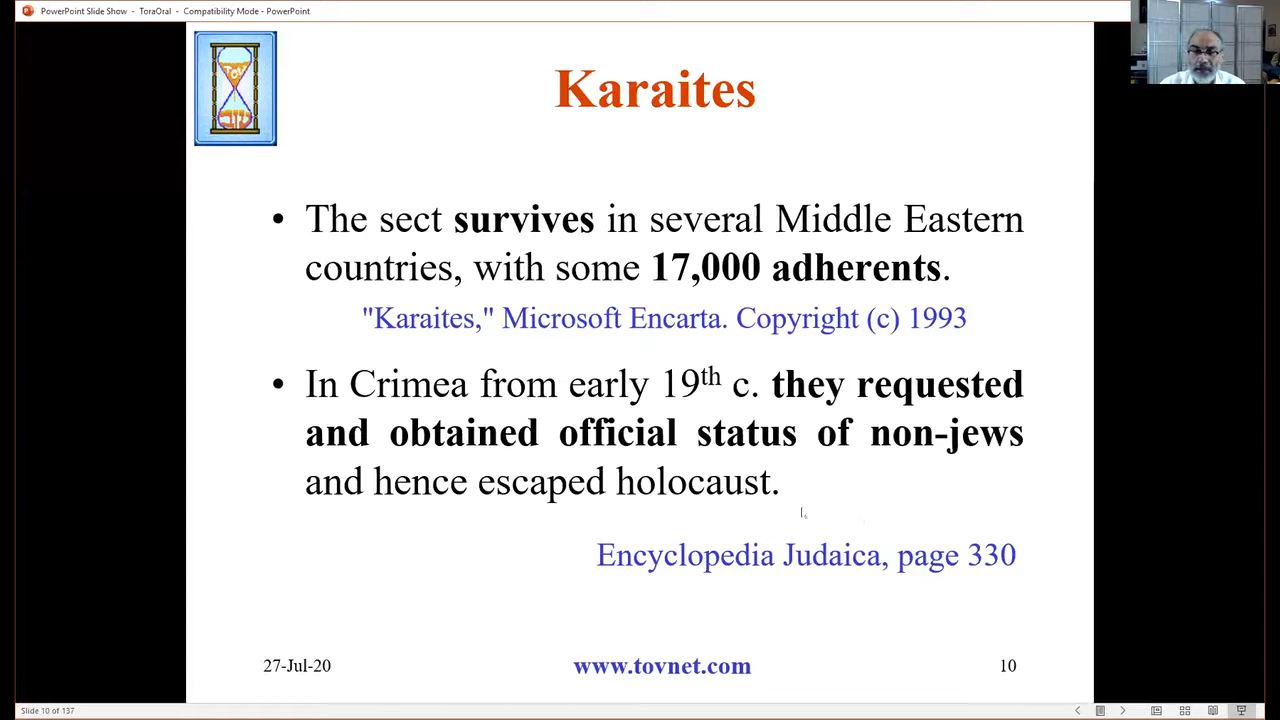 PowerPoint Slide Show - ToraOral - Compatibility Mode - PowerPoint
Karaites
• The sect survives in several Middle Eastern
countries, with some 17,000 adherents.
"Karaites," Microsoft Encarta. Copyright (c) 1993
• In Crimea from early 19th c. they requested
and obtained official status of non-jews
and hence escaped holocaust.
Encyclopedia Judaica, page 330
27-Jul-20
www.tovnet.com
10
Slide 10 of 137